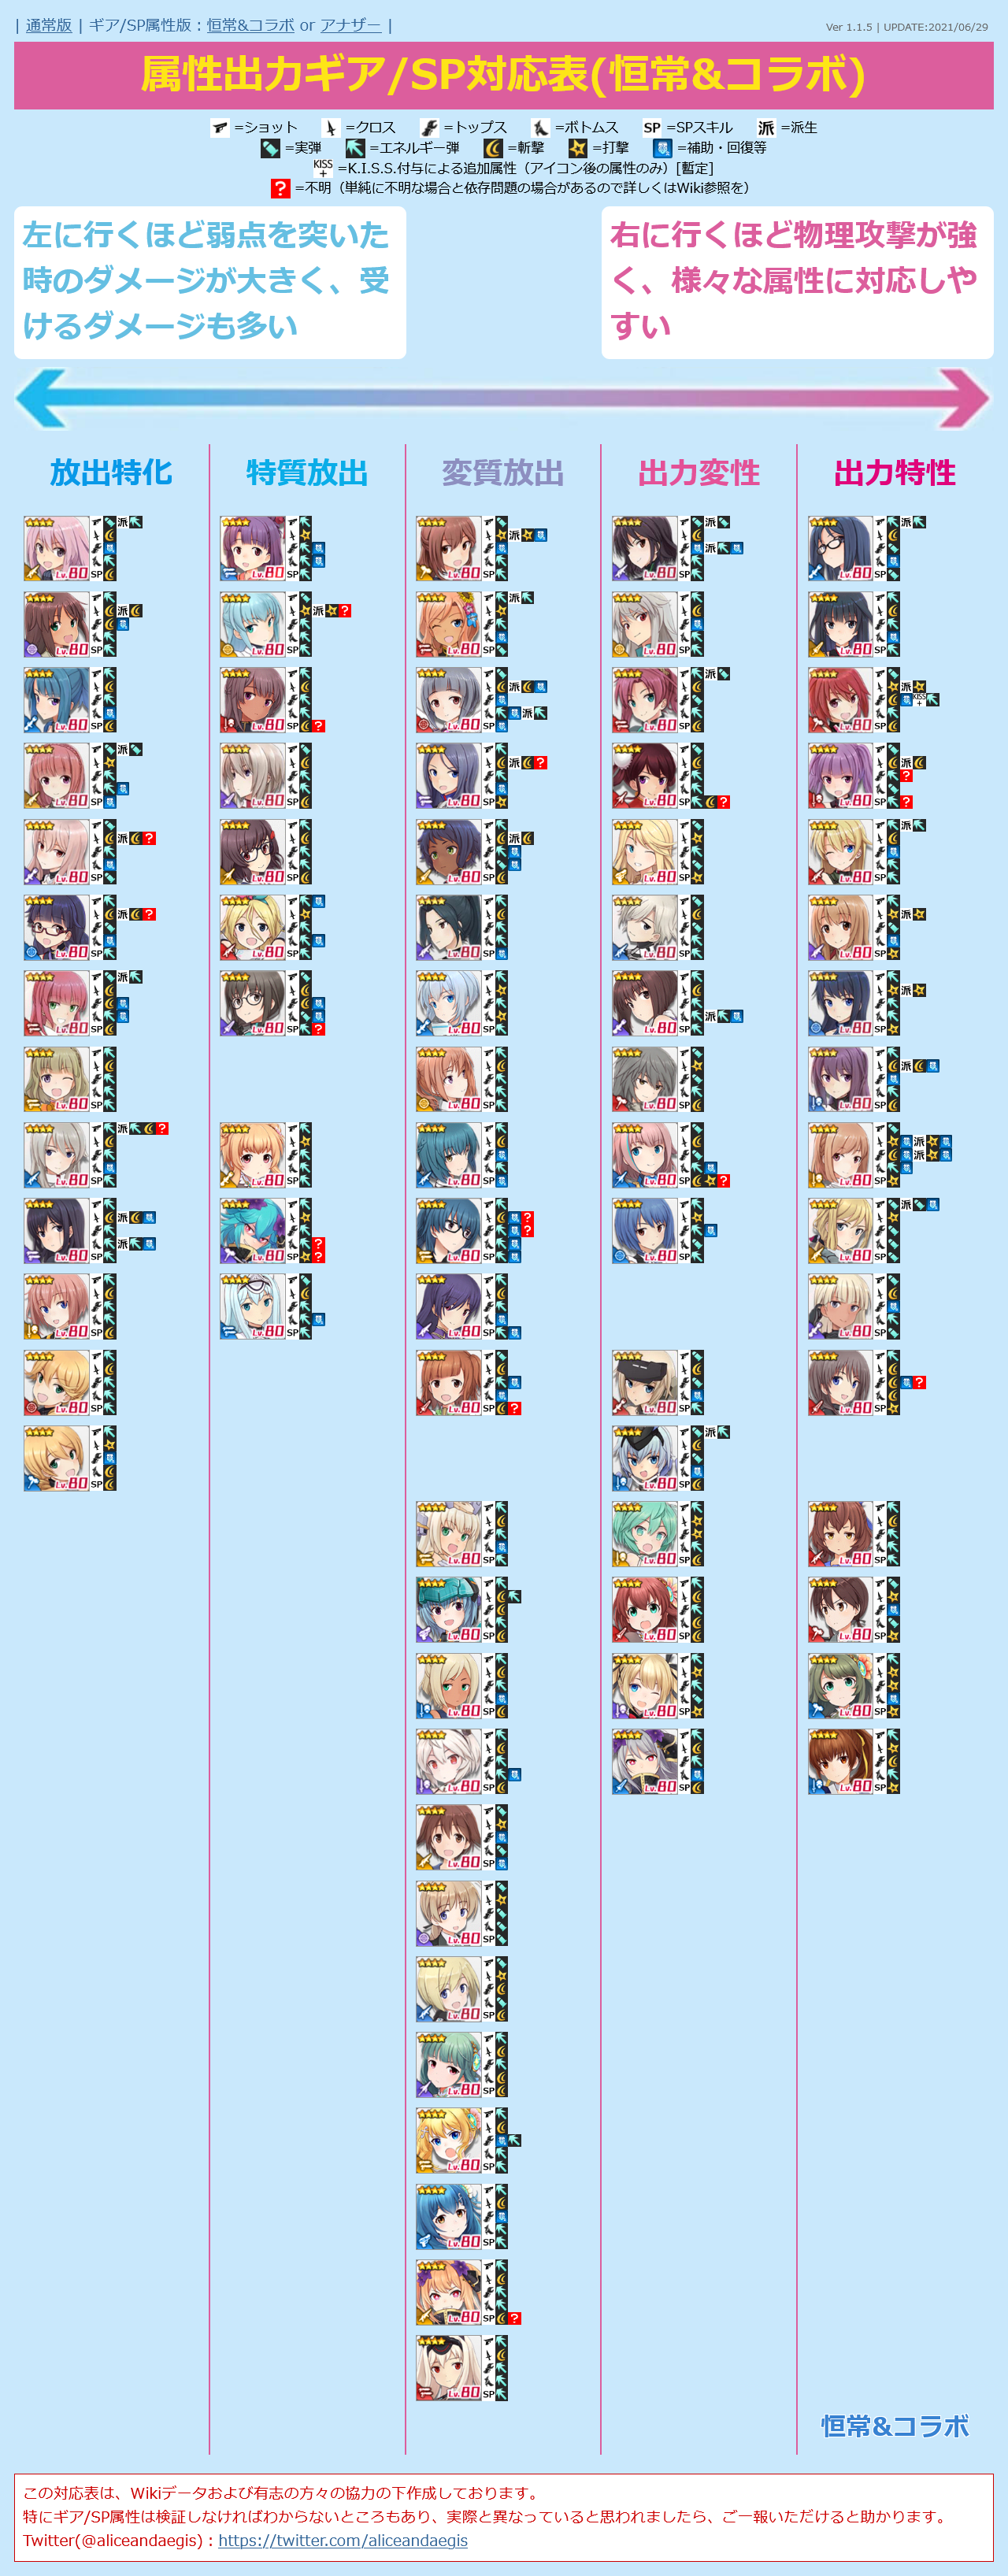 | 通常版 | ギア/SP属性版：恒常&コラボ or アナザー |
Ver 1.1.5 | UPDATE:2021/06/29
属性出力ギア/SP対応表(恒常&コラボ)
=ショット =クロス =トップス =ボトムス SP =SPスキル 派 =派生
=実弾 =エネルギー弾 =斬撃 =打撃 =補助・回復等
KISS+ =K.I.S.S.付与による追加属性（アイコン後の属性のみ）[暫定]
? =不明（単純に不明な場合と依存問題の場合があるので詳しくはWiki参照を）
左に行くほど弱点を突いた
時のダメージが大きく、受
けるダメージも多い
右に行くほど物理攻撃が強
く、様々な属性に対応しや
すい
放出特化 特質放出 変質放出 出力変性 出力特性
恒常&コラボ
この対応表は、Wikiデータおよび有志の方々の協力の下作成しております。
特にギア/SP属性は検証しなければわからないところもあり、実際と異なっていると思われましたら、ご一報いただけると助かります。
Twitter(@aliceandaegis)：https://twitter.com/aliceandaegis